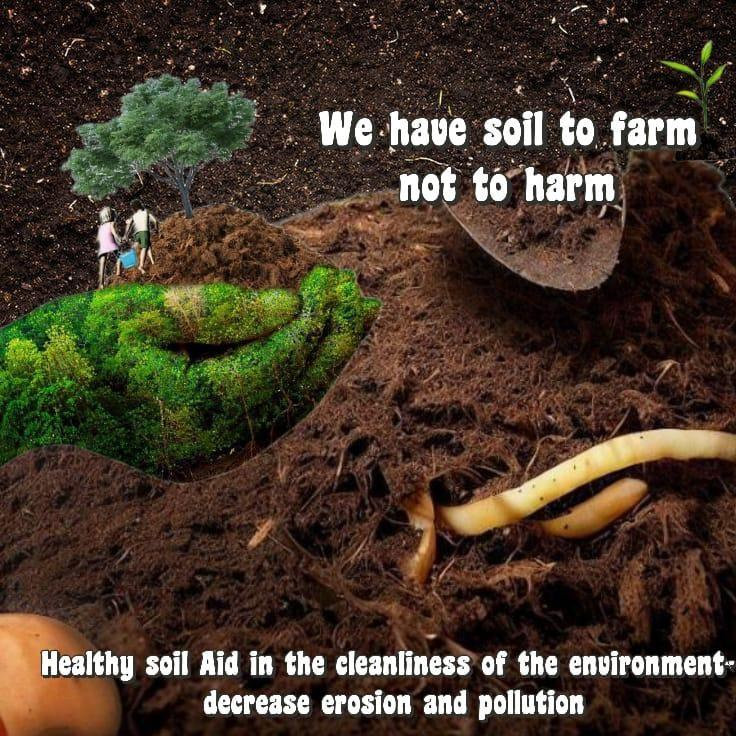 We have soil to farm
not to harm
Healthy soil Aid in the cleanliness of the environment-
decrease erosion and pollution